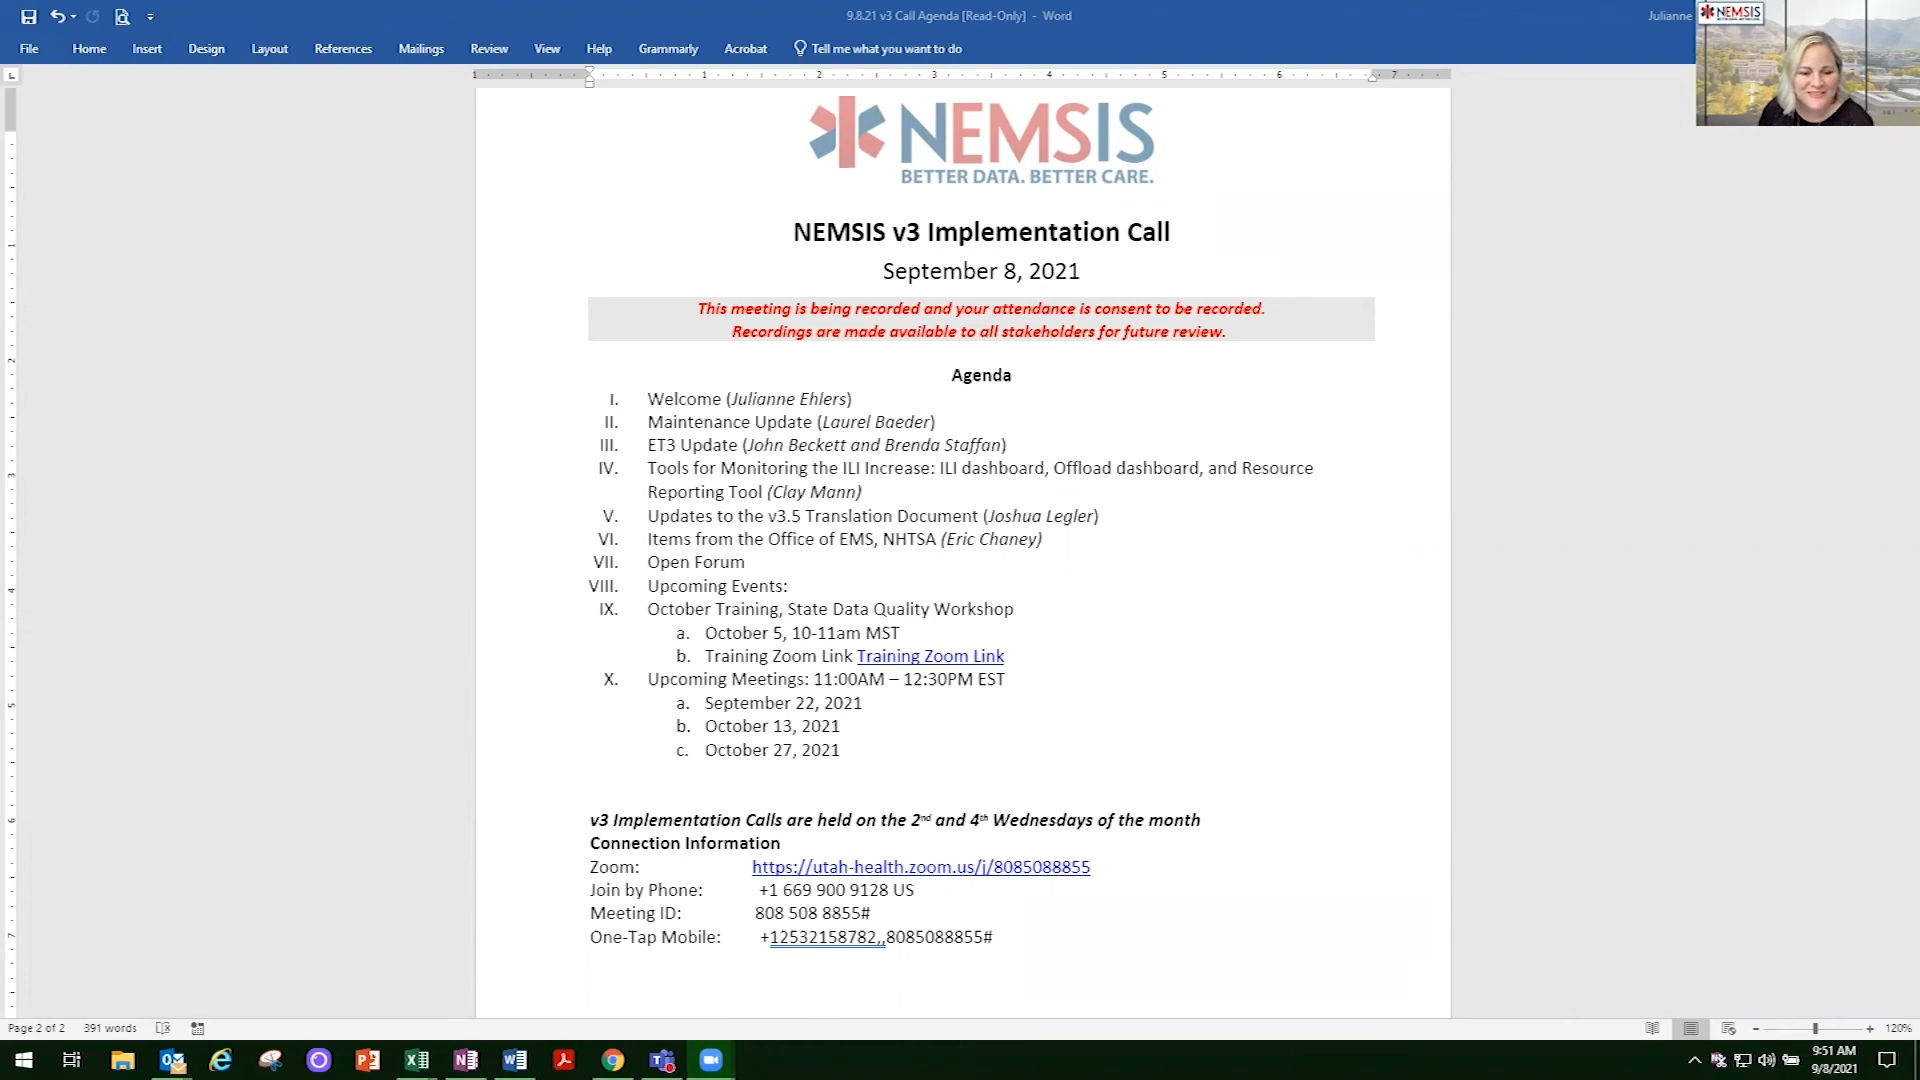 9.8.21 v3 Call Agenda [Read-Only] - Word
Julianne
NEMSIS
File Home Insert Design Layout References Mailings Review View Help Grammarly Acrobat Tell me what you want to do
1 1 2 3 4 5 6 7
NEMSIS
BETTER DATA. BETTER CARE.
NEMSIS v3 Implementation Call
September 8, 2021
This meeting is being recorded and your attendance is consent to be recorded.
Recordings are made available to all stakeholders for future review.
Agenda
I. Welcome (Julianne Ehlers)
II. Maintenance Update (Laurel Baeder)
III. ET3 Update (John Beckett and Brenda Staffan)
IV. Tools for Monitoring the ILI Increase: ILI dashboard, Offload dashboard, and Resource
Reporting Tool (Clay Mann)
V. Updates to the v3.5 Translation Document (Joshua Legler)
VI. Items from the Office of EMS, NHTSA (Eric Chaney)
VII. Open Forum
VIII. Upcoming Events:
IX. October Training, State Data Quality Workshop
a. October 5, 10-11am MST
b. Training Zoom Link Training Zoom Link
X. Upcoming Meetings: 11:00AM – 12:30PM EST
a. September 22, 2021
b. October 13, 2021
c. October 27, 2021
v3 Implementation Calls are held on the 2nd and 4th Wednesdays of the month
Connection Information
Zoom: https://utah-health.zoom.us/j/8085088855
Join by Phone: +1 669 900 9128 US
Meeting ID: 808 508 8855#
One-Tap Mobile: +12532158782,,8085088855#
Page 2 of 2 391 words
120%
9:51 AM
9/8/2021